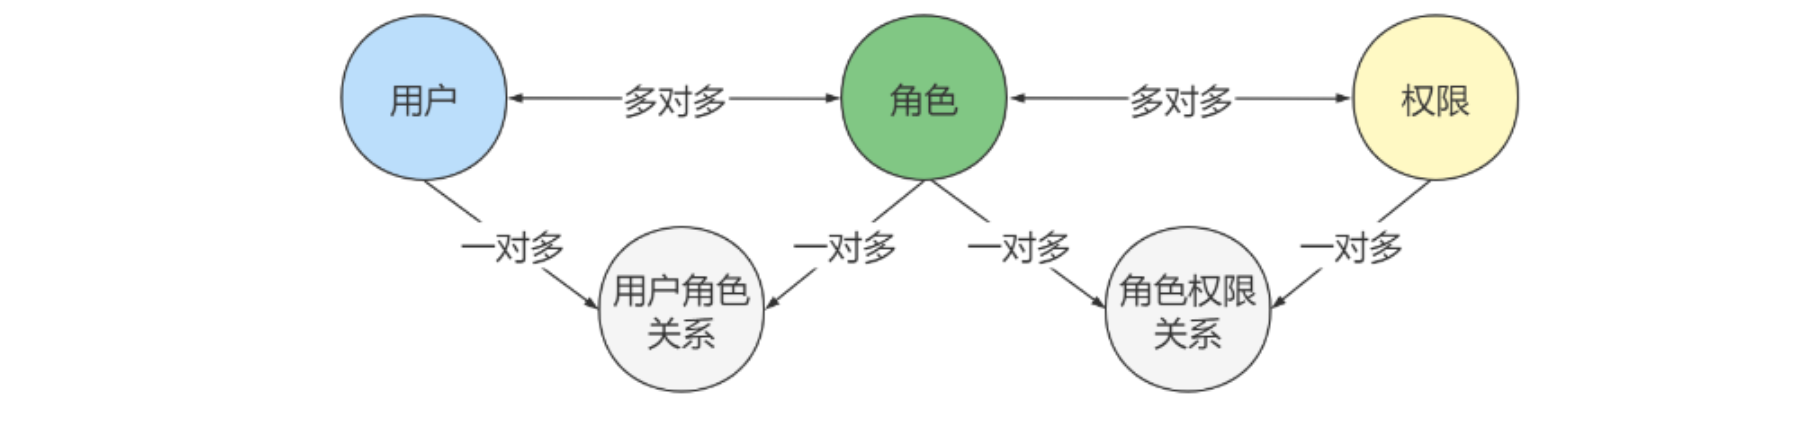 用户
多对多
角色
多对多
权限
一对多
一对多
一对多
一对多
用户角色
关系
角色权限
关系